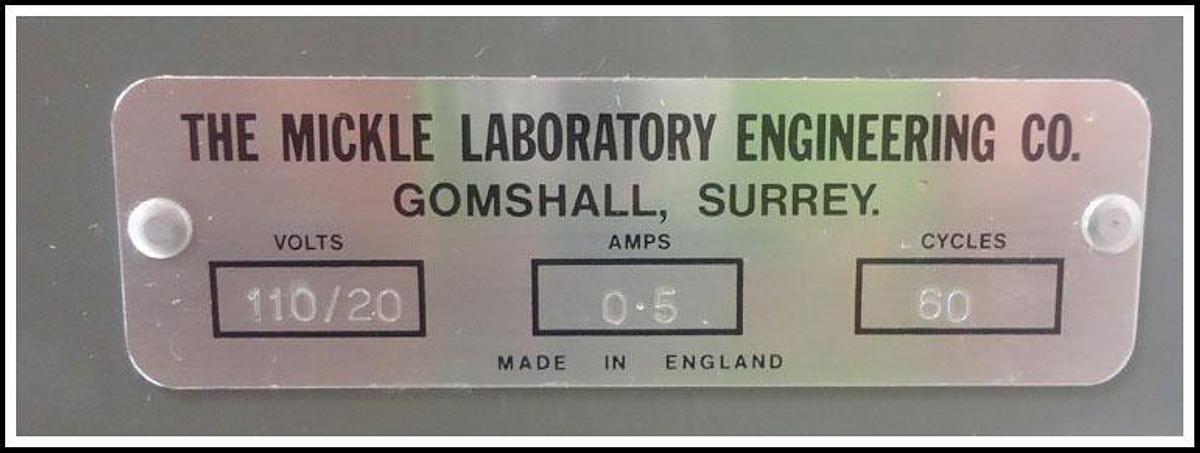 THE MICKLE LABORATORY ENGINEERING CO.
GOMSHALL, SURREY.
VOLTS AMPS CYCLES
110/20 0·5 60
MADE IN ENGLAND